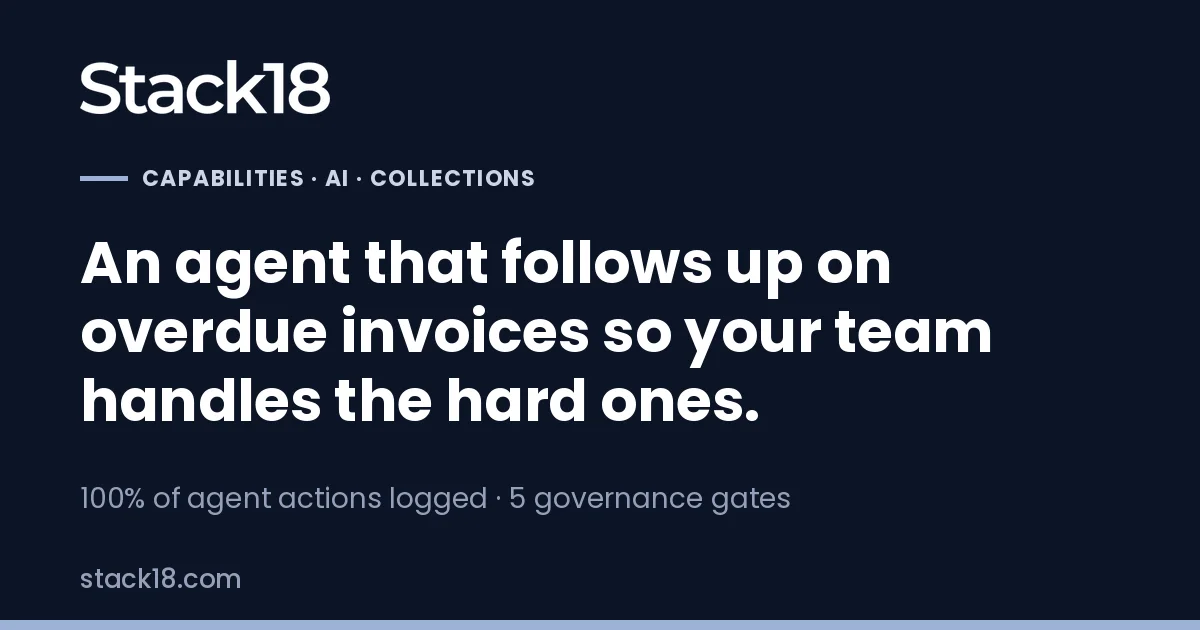 Stack18
CAPABILITIES · AI · COLLECTIONS
An agent that follows up on
overdue invoices so your team
handles the hard ones.
100% of agent actions logged · 5 governance gates
stack18.com